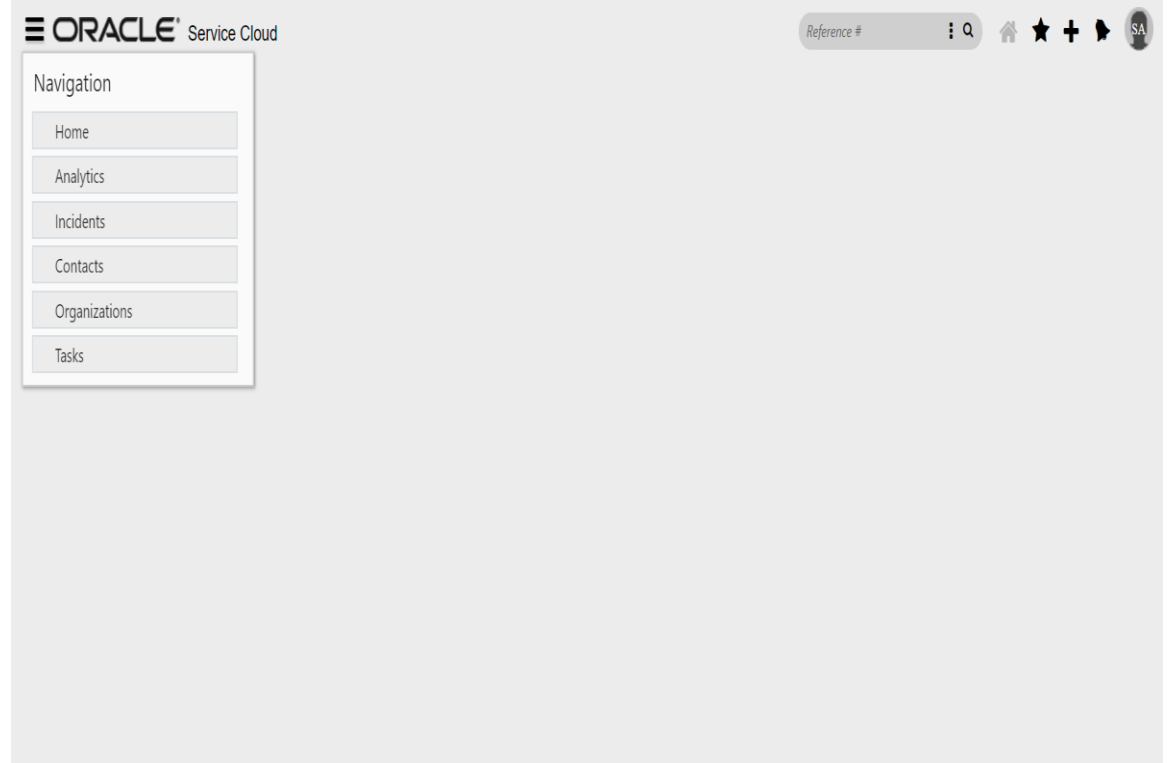 ORACLE® Service Cloud
Reference #
SA
Navigation
Home
Analytics
Incidents
Contacts
Organizations
Tasks